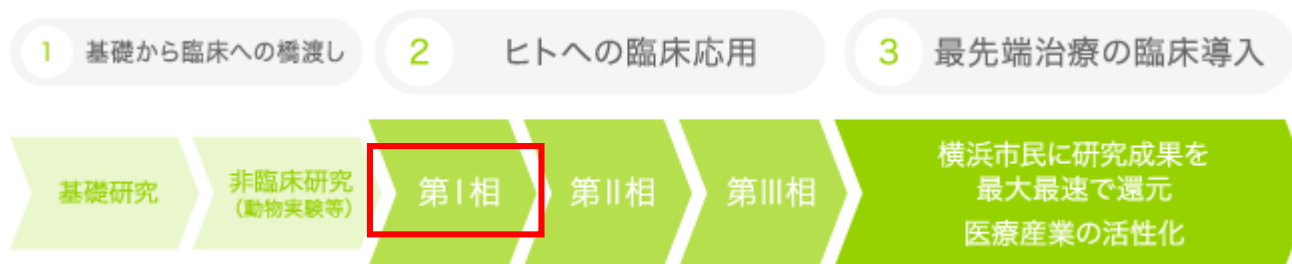 1 基礎から臨床への橋渡し
2 ヒトへの臨床応用
3 最先端治療の臨床導入
基礎研究
非臨床研究
(動物実験等)
第Ⅰ相
第Ⅱ相
第Ⅲ相
横浜市民に研究成果を
最大最速で還元
医療産業の活性化